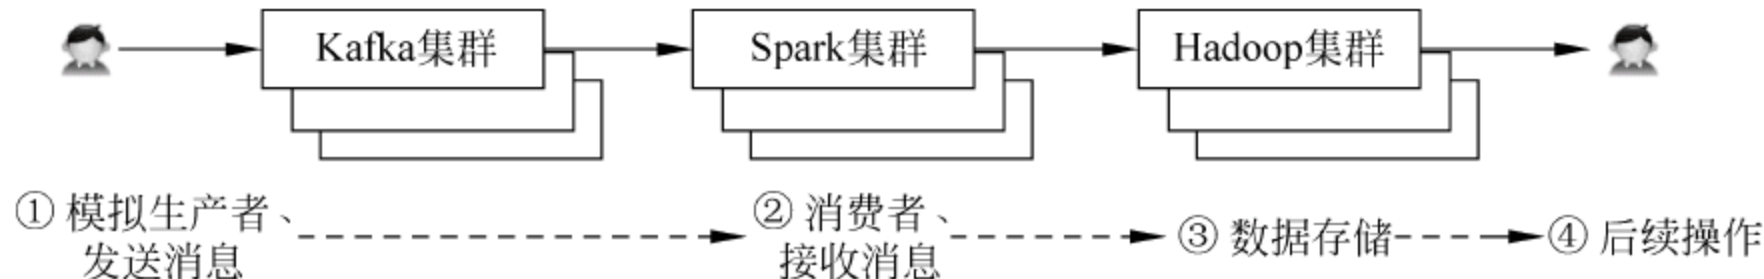 Kafka集群
Spark集群
Hadoop集群
① 模拟生产者、
发送消息
② 消费者、
接收消息
③ 数据存储
④ 后续操作